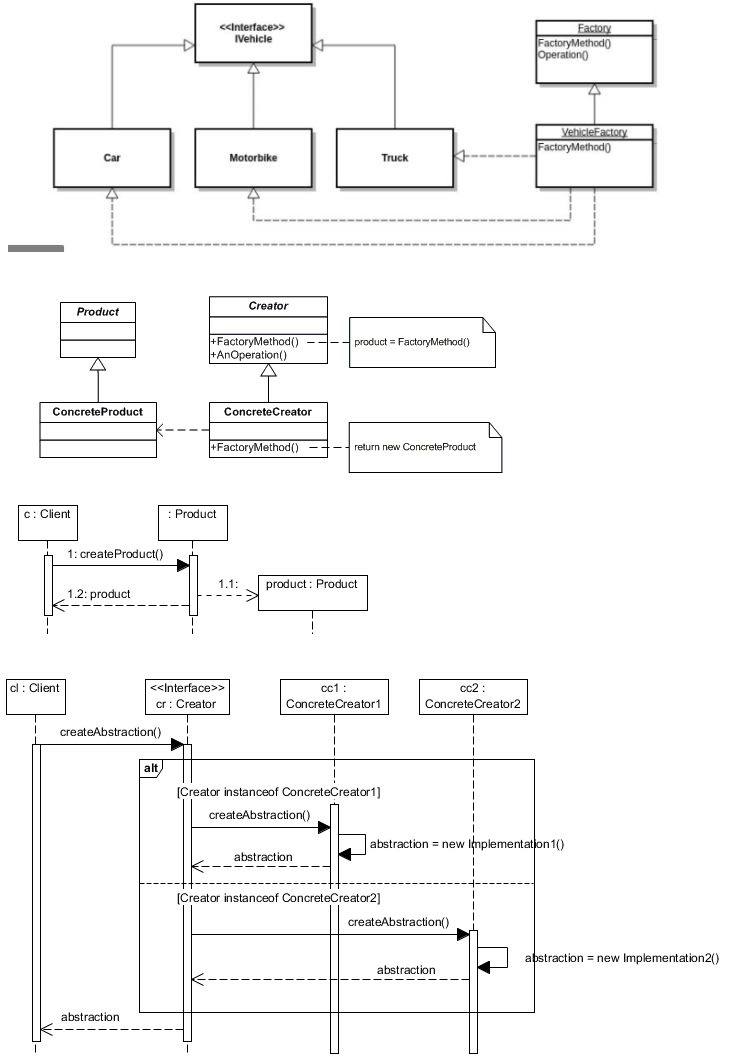 <<Interface>>
IVehicle
Factory
FactoryMethod()
Operation()
Car
Motorbike
Truck
VehicleFactory
FactoryMethod()
Product
Creator
+FactoryMethod()
+AnOperation()
product = FactoryMethod()
ConcreteProduct
ConcreteCreator
+FactoryMethod()
return new ConcreteProduct
c : Client
: Product
1: createProduct()
1.1:
product : Product
1.2: product
cl : Client
<<Interface>>
cr : Creator
cc1 :
ConcreteCreator1
cc2 :
ConcreteCreator2
createAbstraction()
alt
[Creator instanceof ConcreteCreator1]
createAbstraction()
abstraction = new Implementation1()
abstraction
[Creator instanceof ConcreteCreator2]
createAbstraction()
abstraction = new Implementation2()
abstraction
abstraction